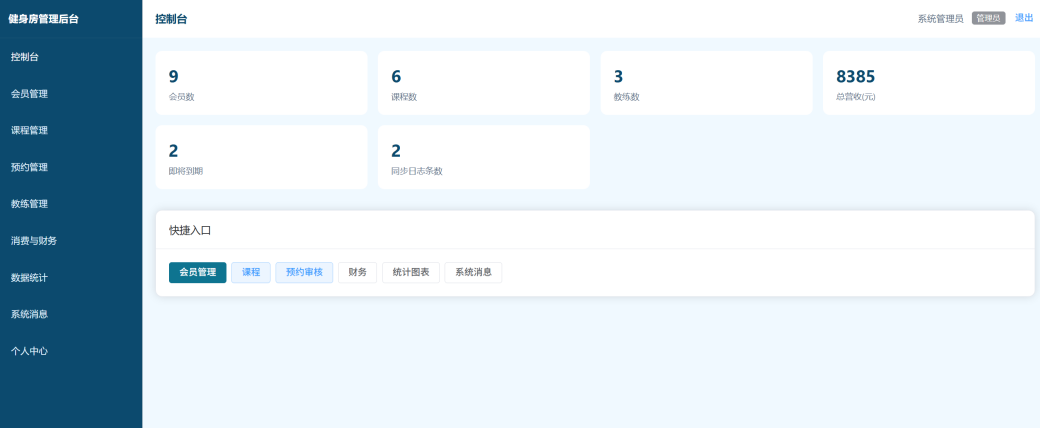 健身房管理后台
控制台
会员管理
课程管理
预约管理
教练管理
消费与财务
数据统计
系统消息
个人中心
控制台
系统管理员 管理员 退出
9
会员数
6
课程数
3
教练数
8385
总营收(元)
2
即将到期
2
同步日志条数
快捷入口
会员管理 课程 预约审核 财务 统计图表 系统消息